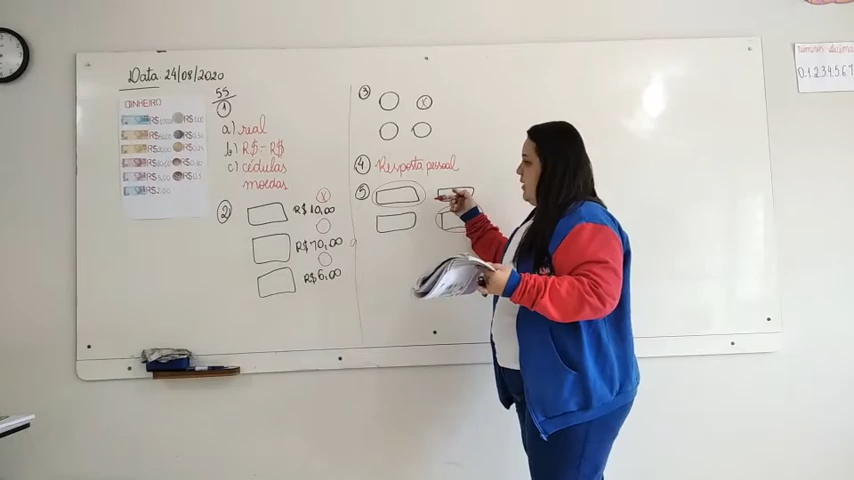 Data: 24/08/2020
DINHEIRO
55
1
a) real
b) R$ - R$
c) cédulas
moedas
2
X
R$ 10,00
R$ 70,00
R$ 6,00
3
X
4 Resposta pessoal
5
0.1.2.3.4.5.6.7